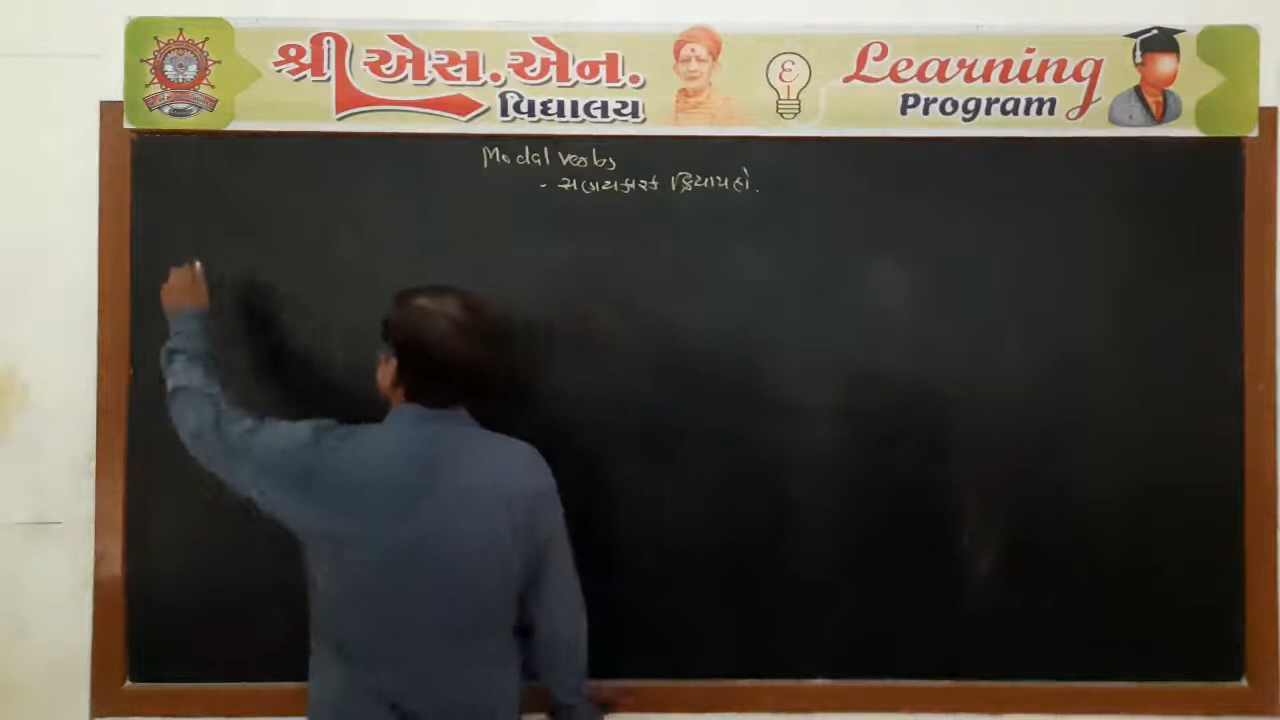 શ્રી એસ.એન.
વિદ્યાલય
Learning
Program
Modal verbs
- સહાયકારક ક્રિયાપદો.